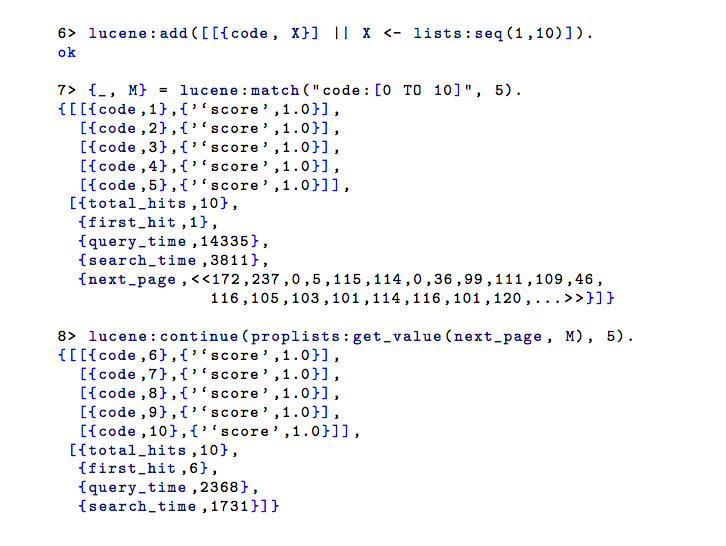 6> lucene:add([[{code, X}] || X <- lists:seq(1,10)]).
ok
7> {_, M} = lucene:match("code:[0 TO 10]", 5).
{[[{code,1},{'‘score',1.0}],
[{code,2},{'‘score',1.0}],
[{code,3},{'‘score',1.0}],
[{code,4},{'‘score',1.0}],
[{code,5},{'‘score',1.0}]],
[{total_hits,10},
{first_hit,1},
{query_time,14335},
{search_time,3811},
{next_page,<<172,237,0,5,115,114,0,36,99,111,109,46,
116,105,103,101,114,116,101,120,...>>}]}
8> lucene:continue(proplists:get_value(next_page, M), 5).
{[[{code,6},{'‘score',1.0}],
[{code,7},{'‘score',1.0}],
[{code,8},{'‘score',1.0}],
[{code,9},{'‘score',1.0}],
[{code,10},{'‘score',1.0}]],
[{total_hits,10},
{first_hit,6},
{query_time,2368},
{search_time,1731}]}